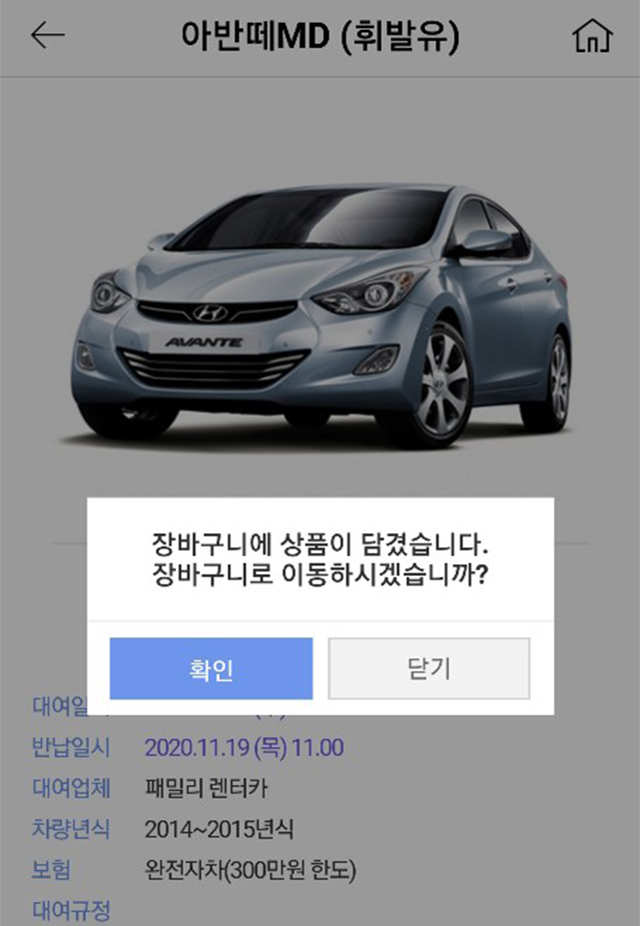 아반떼MD (휘발유)
AVANTE
장바구니에 상품이 담겼습니다.
장바구니로 이동하시겠습니까?
확인
닫기
반납일시 2020.11.19 (목) 11.00
대여업체 패밀리 렌터카
차량년식 2014~2015년식
보험 완전자차(300만원 한도)
대여규정